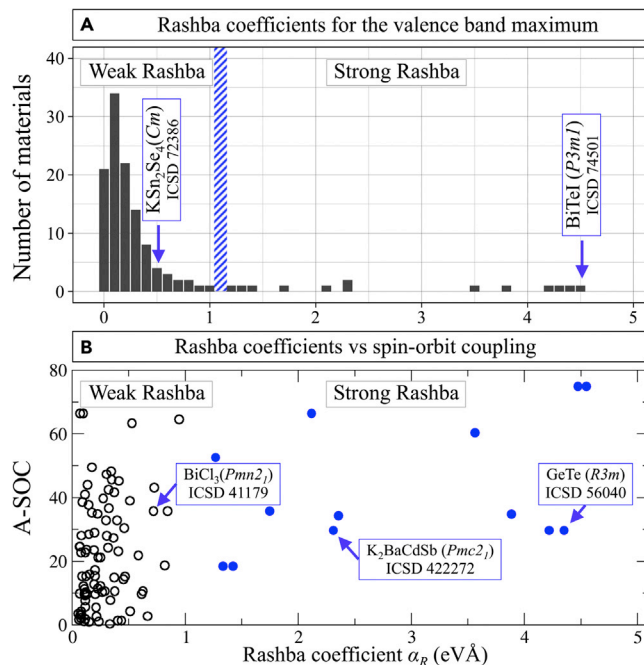 A Rashba coefficients for the valence band maximum
Number of materials
40
30
20
10
0
Weak Rashba
Strong Rashba
KSn2Se4(Cm)
ICSD 72386
BiTeI (P3m1)
ICSD 74501
0 1 2 3 4 5
B Rashba coefficients vs spin-orbit coupling
A-SOC
80
60
40
20
0
Weak Rashba
Strong Rashba
BiCl3(Pmn21)
ICSD 41179
GeTe (R3m)
ICSD 56040
K2BaCdSb (Pmc21)
ICSD 422272
0 1 2 3 4 5
Rashba coefficient αR (eVÅ)